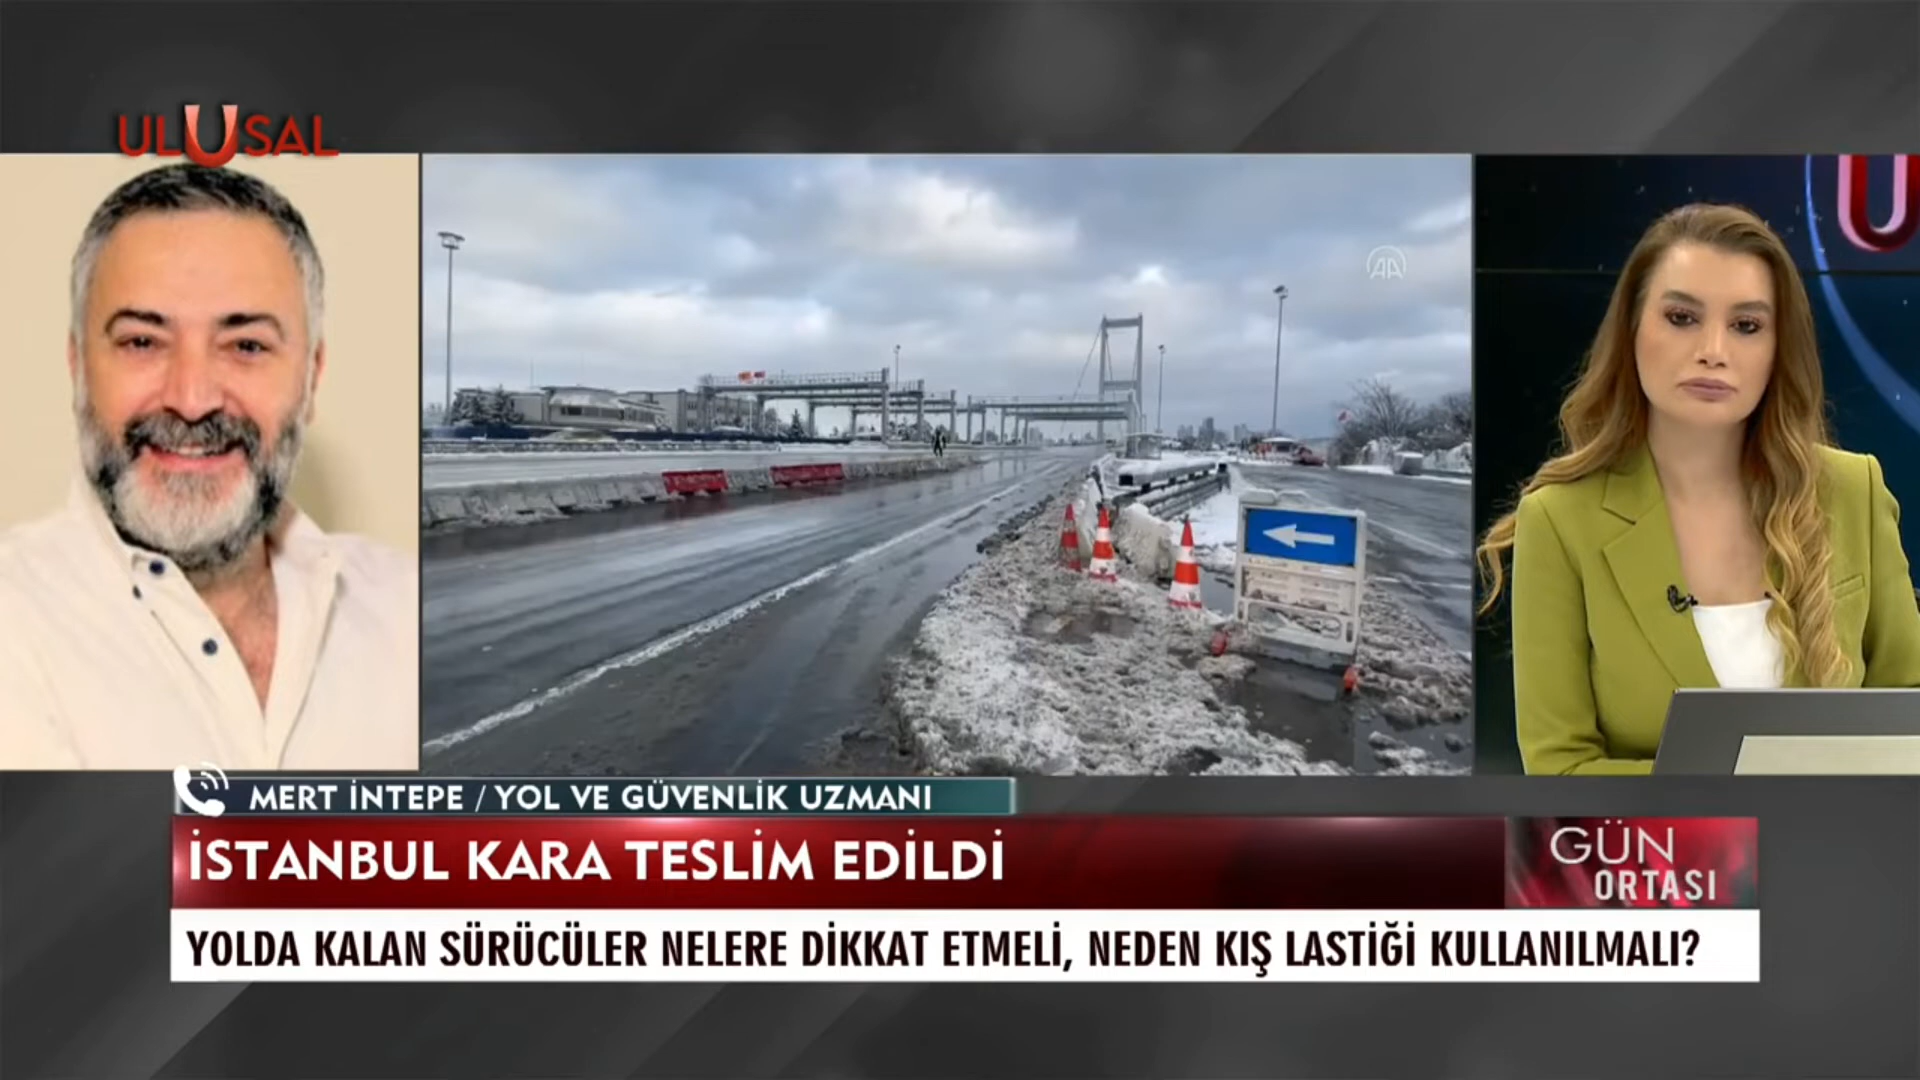 ULUSAL
AA
U
MERT İNTEPE / YOL VE GÜVENLİK UZMANI
İSTANBUL KARA TESLİM EDİLDİ
GÜN
ORTASI
YOLDA KALAN SÜRÜCÜLER NELERE DİKKAT ETMELİ, NEDEN KIŞ LASTİĞİ KULLANILMALI?